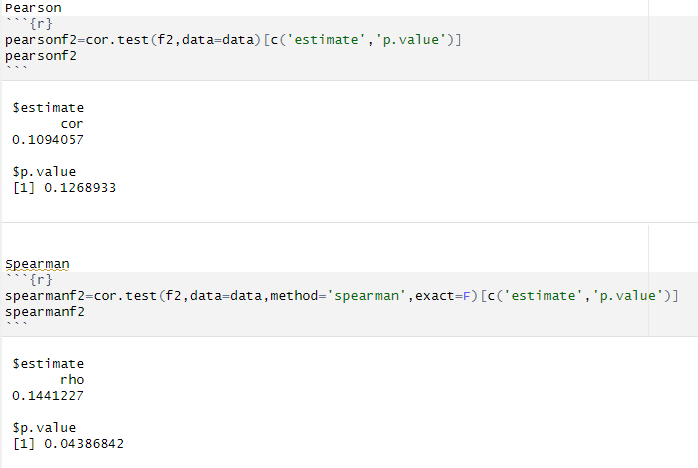 Pearson
```{r}
pearsonf2=cor.test(f2,data=data)[c('estimate','p.value')]
pearsonf2
```
$estimate
cor
0.1094057
$p.value
[1] 0.1268933
Spearman
```{r}
spearmanf2=cor.test(f2,data=data,method='spearman',exact=F)[c('estimate','p.value')]
spearmanf2
```
$estimate
rho
0.1441227
$p.value
[1] 0.04386842